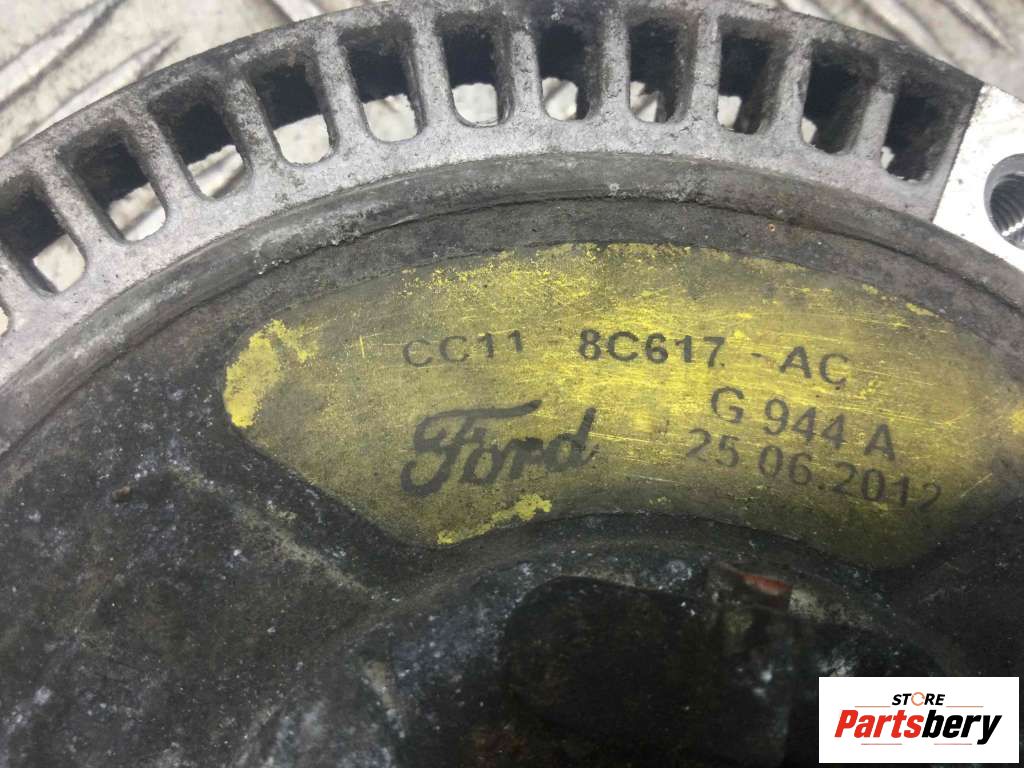 CC11 - 8C617 - AC
G 944 A
Ford
25.06.2012
STORE
Partsbery